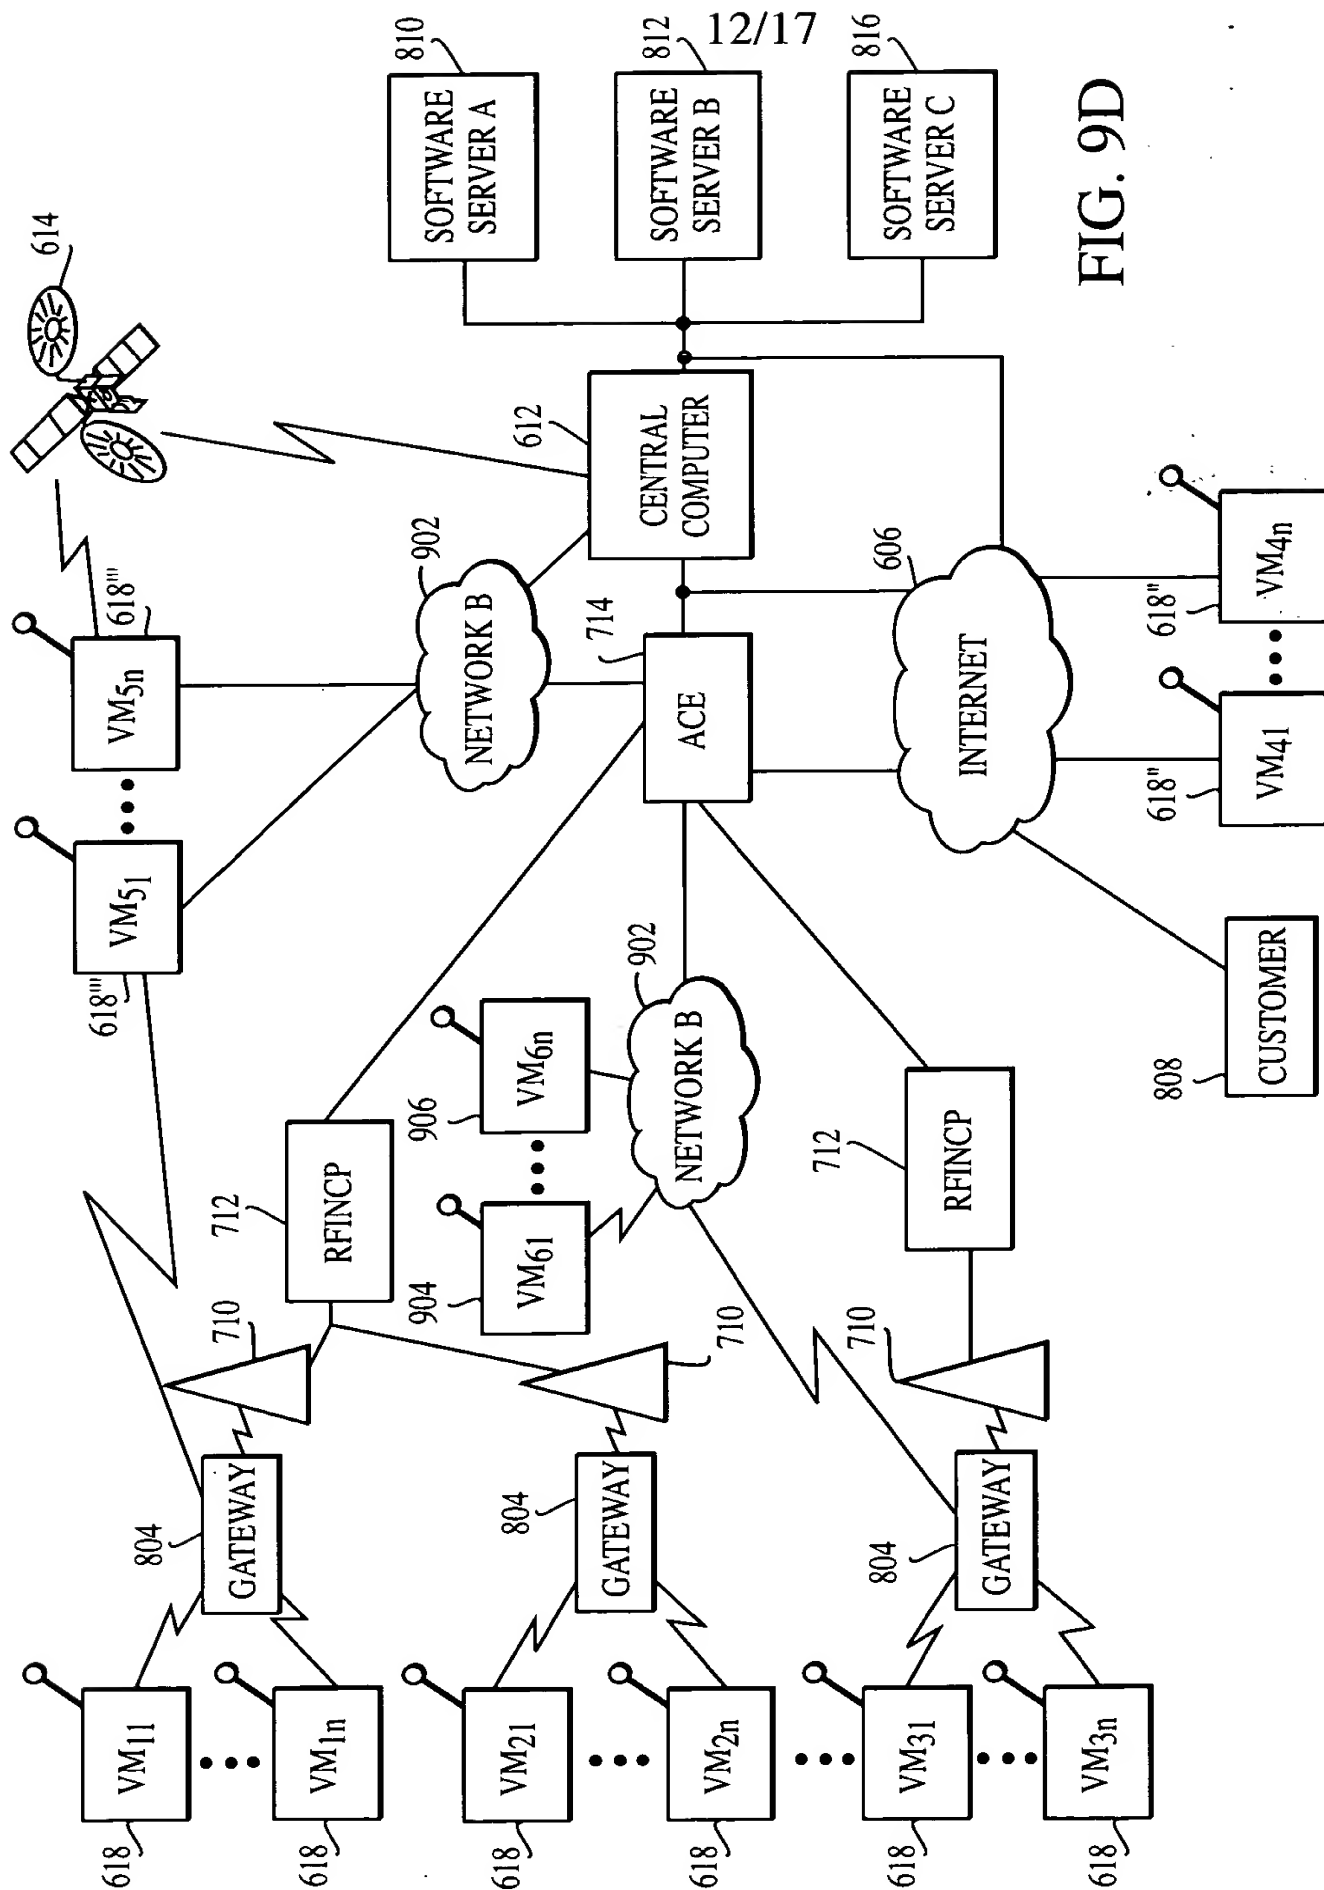 12/17
614
810
SOFTWARE
SERVER A
812
SOFTWARE
SERVER B
816
SOFTWARE
SERVER C
618'''
VM51
618'''
VM5n
902
NETWORK B
612
CENTRAL
COMPUTER
714
ACE
606
INTERNET
618"
VM41
618"
VM4n
808
CUSTOMER
712
RFINCP
904
VM61
906
VM6n
902
NETWORK B
712
RFINCP
710
710
710
804
GATEWAY
804
GATEWAY
804
GATEWAY
618
VM11
618
VM1n
618
VM21
618
VM2n
618
VM31
618
VM3n
FIG. 9D